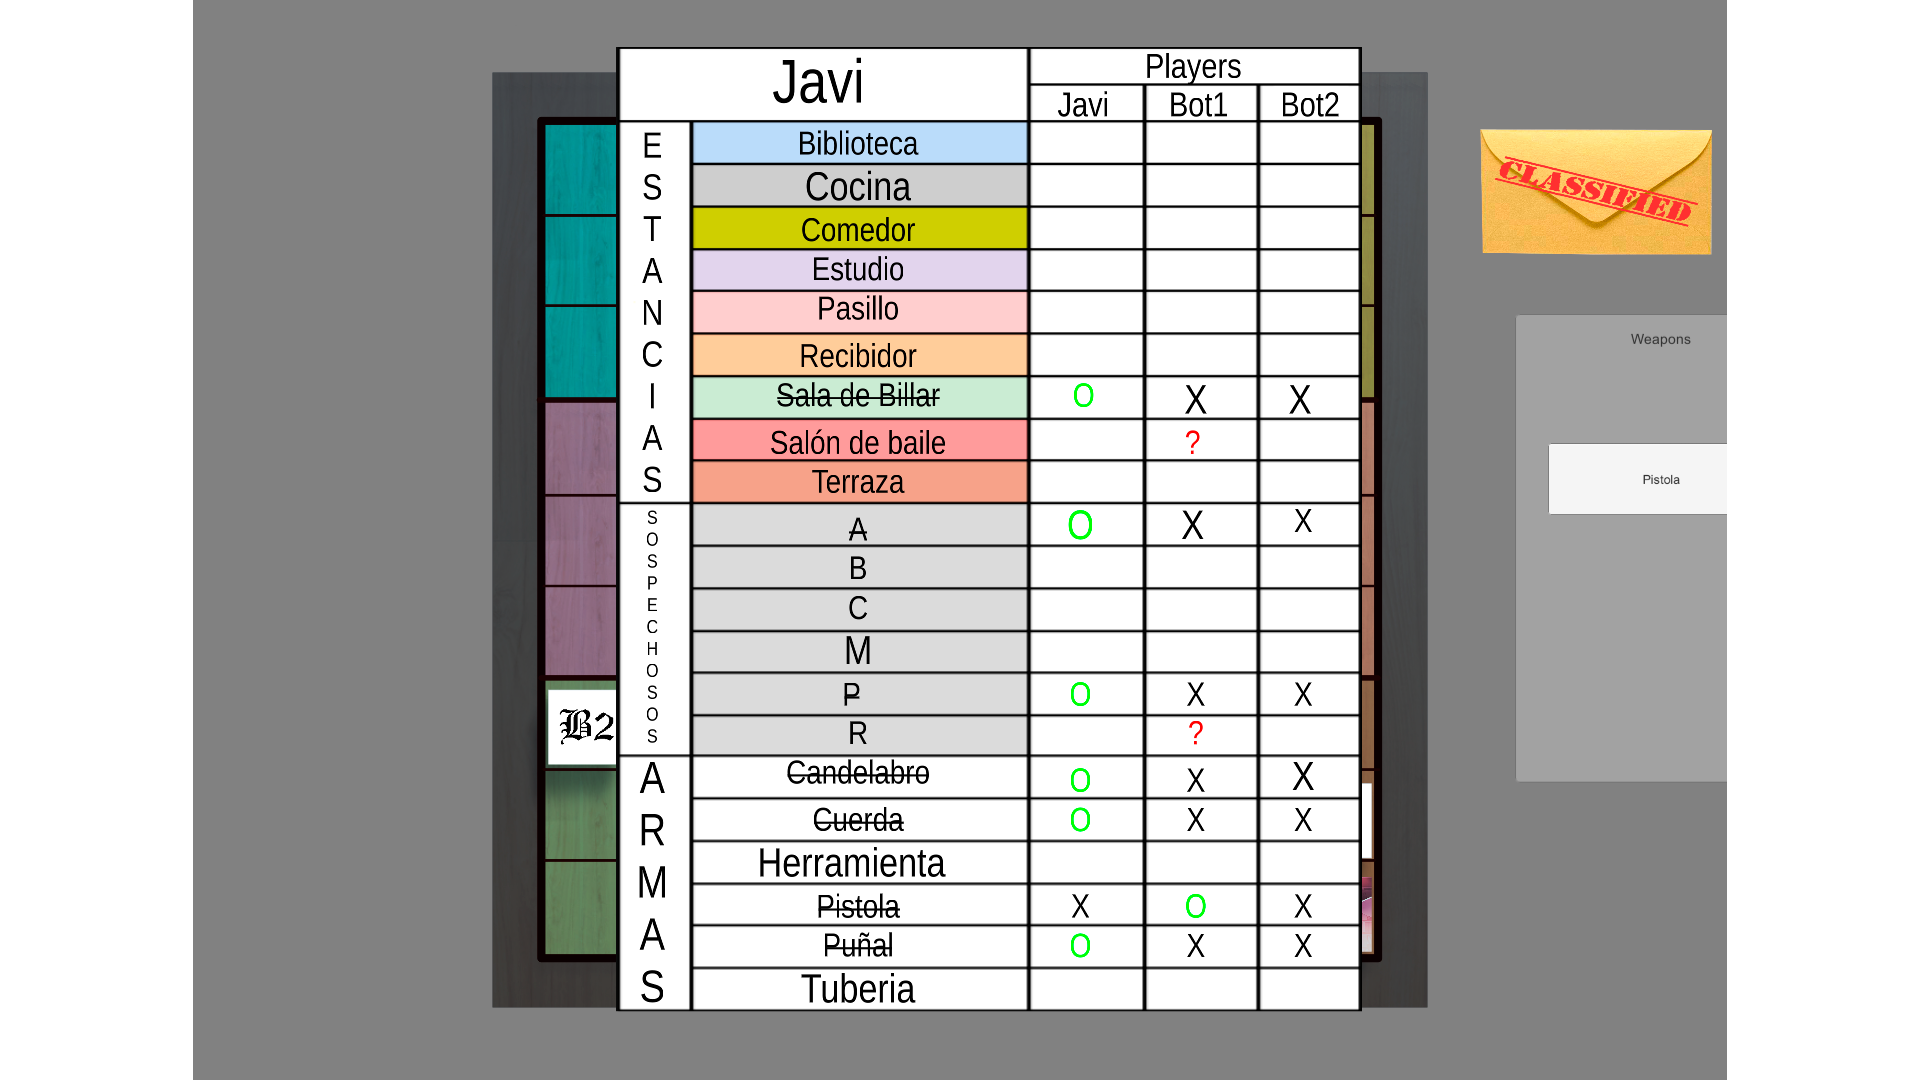 Javi
Players
Javi Bot1 Bot2
ESTANCIAS
Biblioteca
Cocina
Comedor
Estudio
Pasillo
Recibidor
Sala de Billar O X X
Salón de baile ?
Terraza
SOSPECHOSOS
A O X X
B
C
M
P O X X
R ?
ARMAS
Candelabro O X X
Cuerda O X X
Herramienta
Pistola X O X
Puñal O X X
Tuberia
B2
CLASSIFIED
Weapons
Pistola